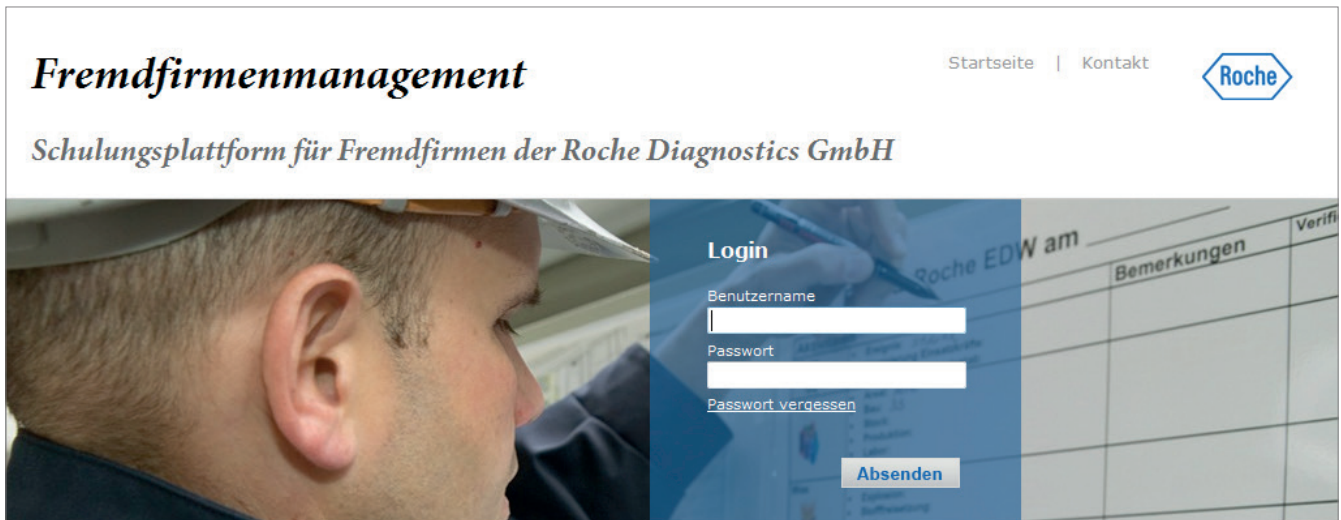 Fremdfirmenmanagement
Startseite | Kontakt
Roche
Schulungsplattform für Fremdfirmen der Roche Diagnostics GmbH
Login
Benutzername
Passwort
Passwort vergessen
Absenden
Roche EDW am
Bemerkungen
Verifi